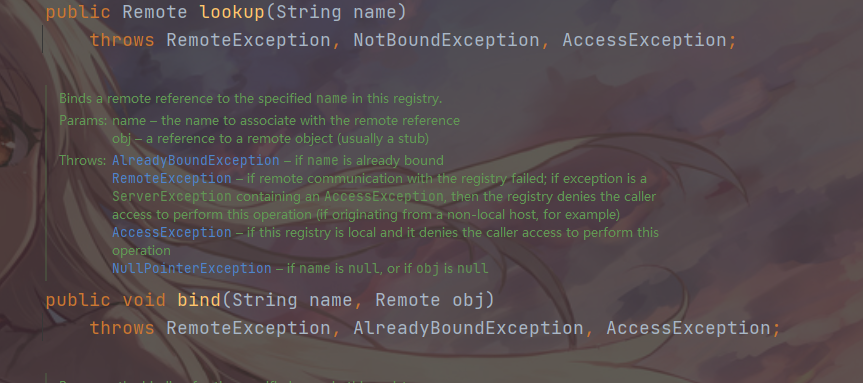 public Remote lookup(String name)
throws RemoteException, NotBoundException, AccessException;
Binds a remote reference to the specified name in this registry.
Params: name – the name to associate with the remote reference
obj – a reference to a remote object (usually a stub)
Throws: AlreadyBoundException – if name is already bound
RemoteException – if remote communication with the registry failed; if exception is a
ServerException containing an AccessException, then the registry denies the caller
access to perform this operation (if originating from a non-local host, for example)
AccessException – if this registry is local and it denies the caller access to perform this
operation
NullPointerException – if name is null, or if obj is null
public void bind(String name, Remote obj)
throws RemoteException, AlreadyBoundException, AccessException;